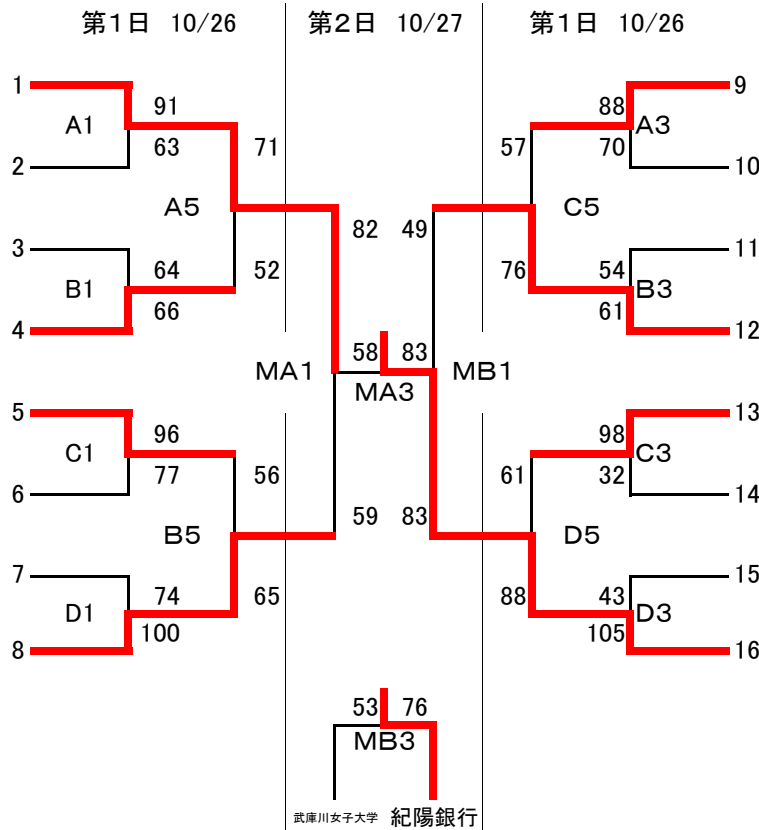 第1日 10/26 第2日 10/27 第1日 10/26
1 91 88 9
A1 A3
2 63 71 57 70 10
A5 C5
3 82 49 11
64 52 76 54
B1 B3
4 66 61 12
58 83
MA1 MA3 MB1
5 96 98 13
C1 C3
6 77 56 61 32 14
59 83
B5 D5
7 15
74 65 88 43
D1 D3
8 100 105 16
53 76
MB3
武庫川女子大学 紀陽銀行